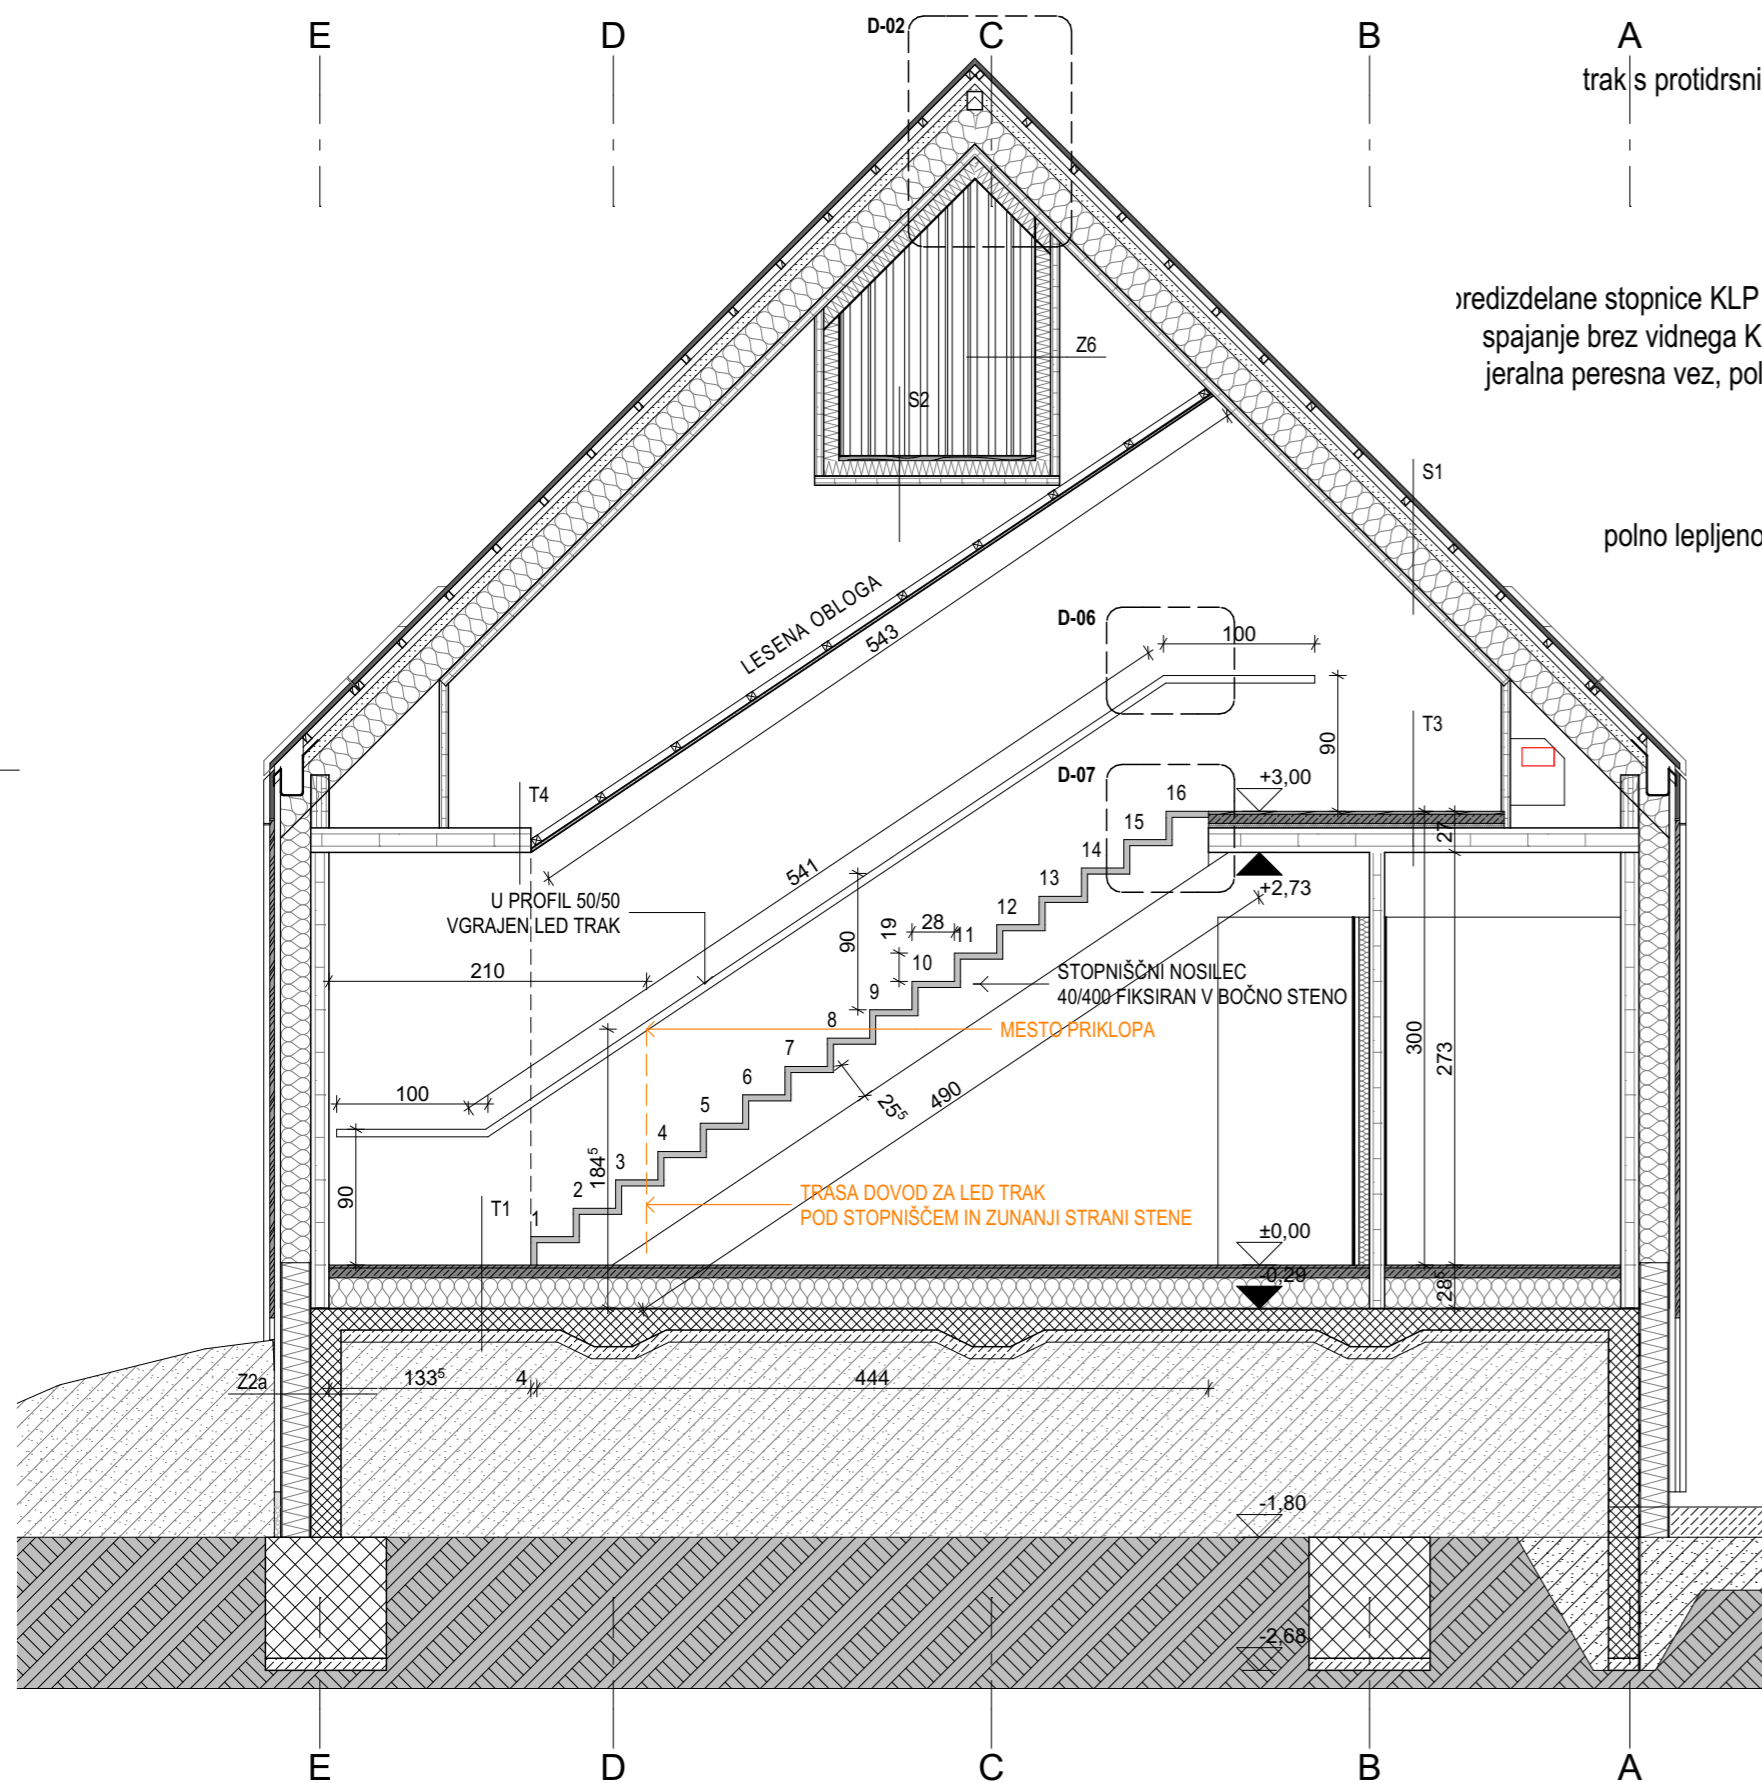 E
D
D-02
C
B
A
trak s protidrsni
predizdelane stopnice KLP
spajanje brez vidnega K
jeralna peresna vez, pol
Z6
S2
S1
polno lepljeno
LESENA OBLOGA
543
D-06
100
90
T3
D-07
+3,00
T4
16
15
14
13
12
11
10
9
8
7
6
5
4
3
2
1
27
+2,73
541
U PROFIL 50/50
VGRAJEN LED TRAK
210
90
19
28
STOPNIŠČNI NOSILEC
40/400 FIKSIRAN V BOČNO STENO
MESTO PRIKLOPA
300
273
100
25⁵
490
184⁵
90
T1
TRASA DOVOD ZA LED TRAK
POD STOPNIŠČEM IN ZUNANJI STRANI STENE
±0,00
-0,29
28⁵
Z2a
133⁵
4
444
-1,80
-2,68
E
D
C
B
A